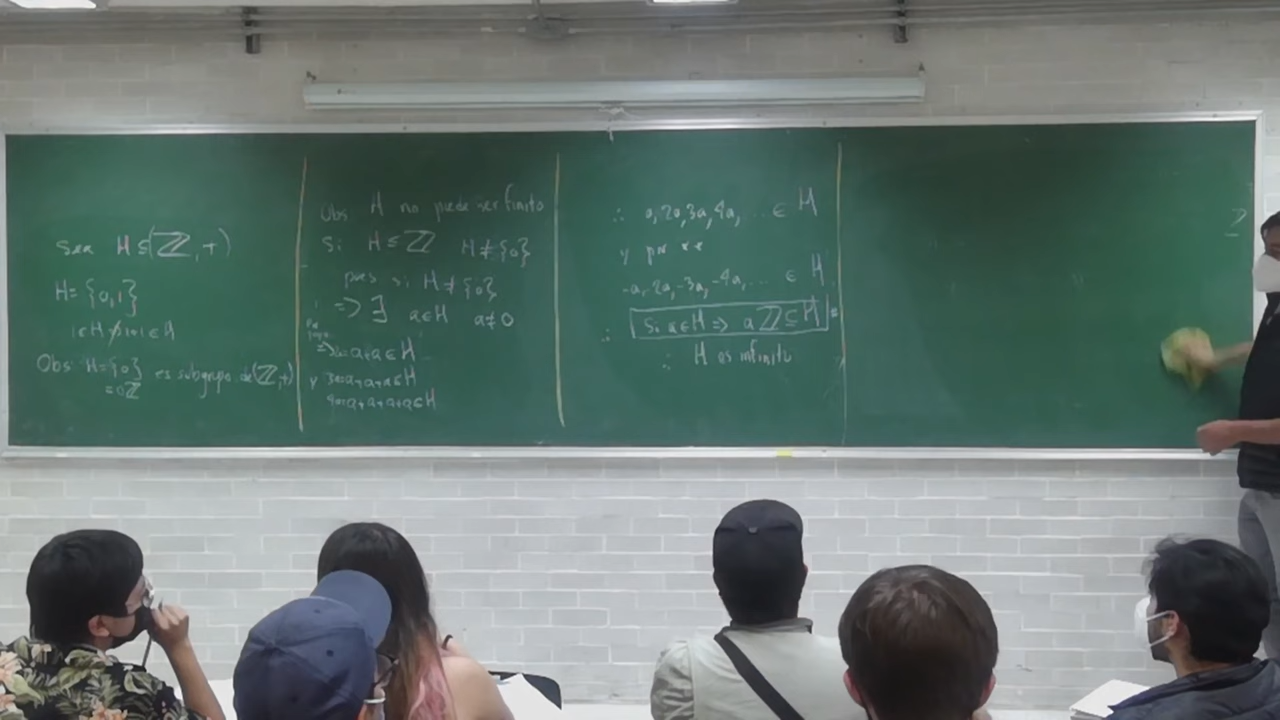 Sea H ≤ (ℤ, +)
H = {0,1}
1∈H ∌ 1+1 ∈ H
Obs H={0} es subgrupo de (ℤ,+)
=0ℤ
Obs H no puede ser finito
Si H ≤ ℤ H ≠ {0}
pues si H ≠ {0}
=> ∃ a∈H a≠0
=> 2a=a+a ∈ H
y 3a=a+a+a∈H
4a=a+a+a+a∈H
∴ a, 2a, 3a, 4a, ... ∈ H
y por **
-a, -2a, -3a, -4a, ... ∈ H
∴ Si a∈H => aℤ⊆H *
∴ H es infinito